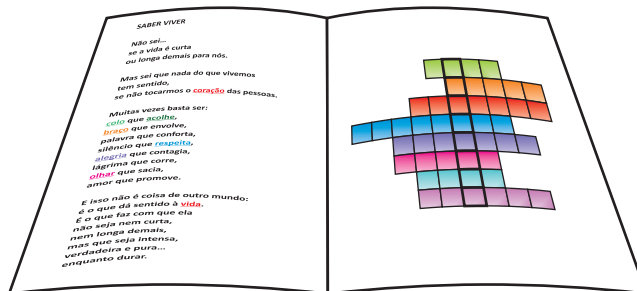 SABER VIVER
Não sei...
se a vida é curta
ou longa demais para nós.
Mas sei que nada do que vivemos
tem sentido,
se não tocarmos o coração das pessoas.
Muitas vezes basta ser:
colo que acolhe,
braço que envolve,
palavra que conforta,
silêncio que respeita,
alegria que contagia,
lágrima que corre,
olhar que sacia,
amor que promove.
E isso não é coisa de outro mundo:
é o que dá sentido à vida.
É o que faz com que ela
não seja nem curta,
nem longa demais,
mas que seja intensa,
verdadeira e pura...
enquanto durar.